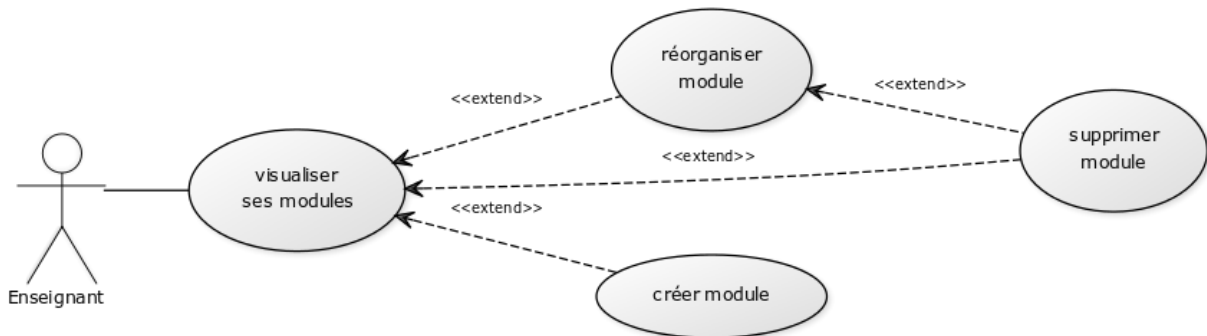 réorganiser
module
<<extend>>
<<extend>>
supprimer
module
<<extend>>
visualiser
ses modules
<<extend>>
créer module
Enseignant